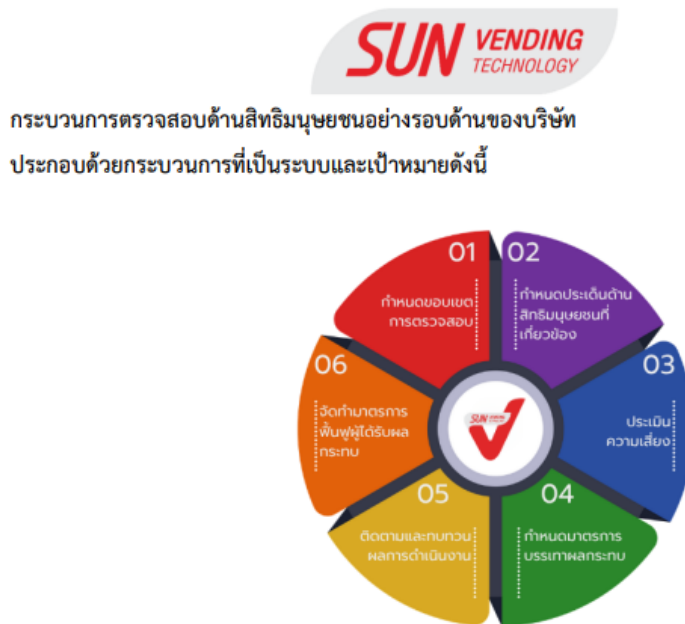 SUN VENDING
TECHNOLOGY
กระบวนการตรวจสอบด้านสิทธิมนุษยชนอย่างรอบด้านของบริษัท
ประกอบด้วยกระบวนการที่เป็นระบบและเป้าหมายดังนี้
01
กำหนดขอบเขต
การตรวจสอบ
02
กำหนดประเด็นด้าน
สิทธิมนุษยชนที่
เกี่ยวข้อง
03
ประเมิน
ความเสี่ยง
04
กำหนดมาตรการ
บรรเทาผลกระทบ
05
ติดตามและทบทวน
ผลการดำเนินงาน
06
จัดทำมาตรการ
ฟื้นฟูผู้ได้รับผล
กระทบ
SUN VENDING